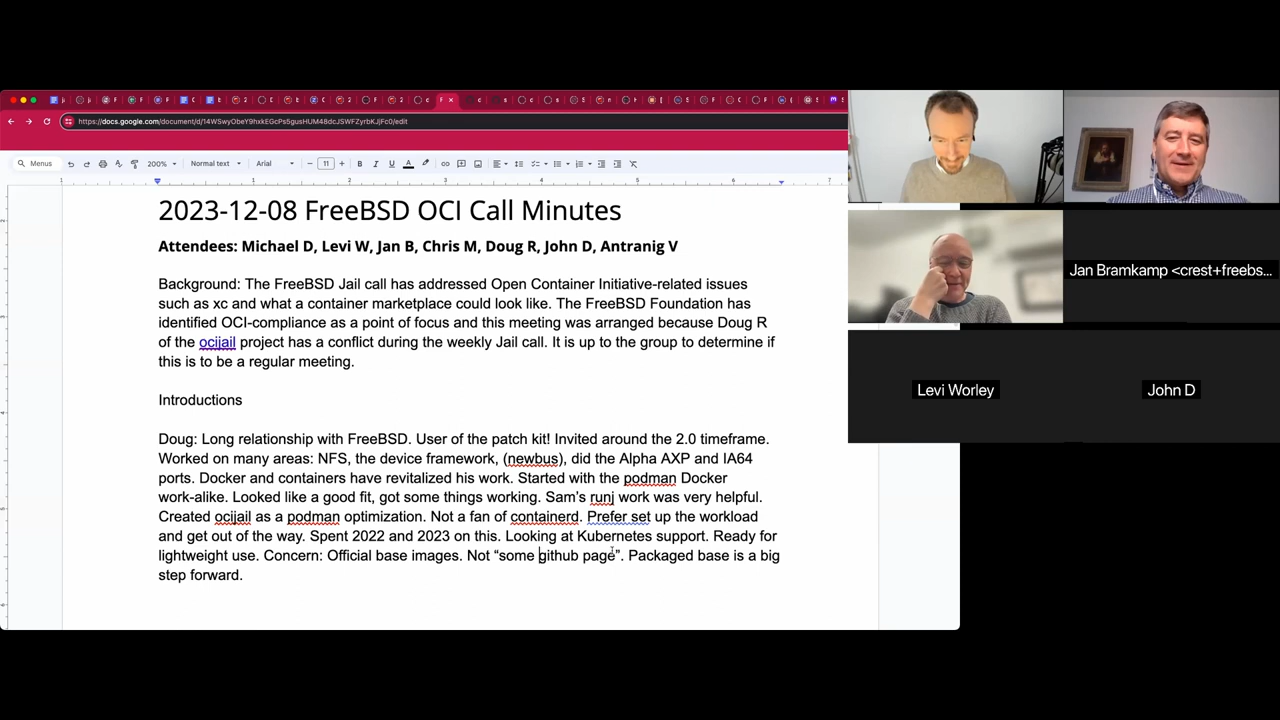 https://docs.google.com/document/d/14WSwyObeY9hxkEGcPs5gusHUM48dcJSWFZyrbKJjFc0/edit
Menus
200%
Normal text
Arial
11
1 1 2 3 4 5 6 7
2023-12-08 FreeBSD OCI Call Minutes
Attendees: Michael D, Levi W, Jan B, Chris M, Doug R, John D, Antranig V
Background: The FreeBSD Jail call has addressed Open Container Initiative-related issues
such as xc and what a container marketplace could look like. The FreeBSD Foundation has
identified OCI-compliance as a point of focus and this meeting was arranged because Doug R
of the ocijail project has a conflict during the weekly Jail call. It is up to the group to determine if
this is to be a regular meeting.
Introductions
Doug: Long relationship with FreeBSD. User of the patch kit! Invited around the 2.0 timeframe.
Worked on many areas: NFS, the device framework, (newbus), did the Alpha AXP and IA64
ports. Docker and containers have revitalized his work. Started with the podman Docker
work-alike. Looked like a good fit, got some things working. Sam's runj work was very helpful.
Created ocijail as a podman optimization. Not a fan of containerd. Prefer set up the workload
and get out of the way. Spent 2022 and 2023 on this. Looking at Kubernetes support. Ready for
lightweight use. Concern: Official base images. Not “some github page”. Packaged base is a big
step forward.
Jan Bramkamp <crest+freebs...
Levi Worley
John D